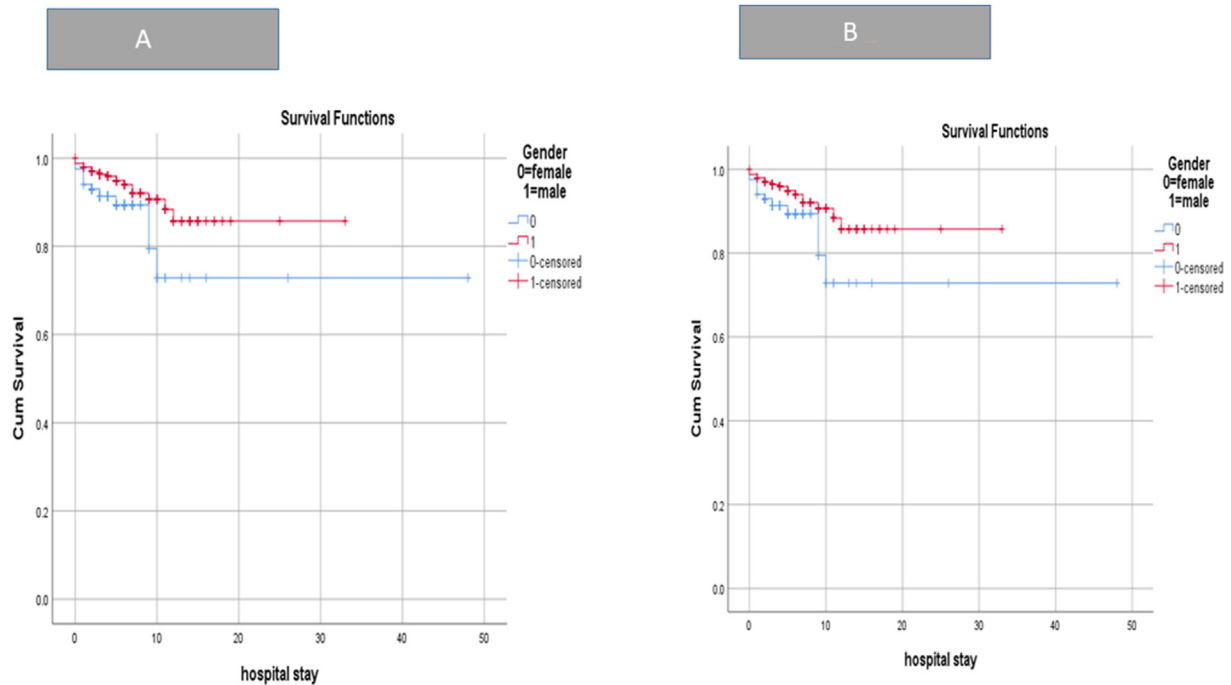 A
Survival Functions
1.0
0.8
0.6
0.4
0.2
0.0
Cum Survival
0 10 20 30 40 50
hospital stay
Gender
0=female
1=male
0
1
0-censored
1-censored
B
Survival Functions
1.0
0.8
0.6
0.4
0.2
0.0
Cum Survival
0 10 20 30 40 50
hospital stay
Gender
0=female
1=male
0
1
0-censored
1-censored